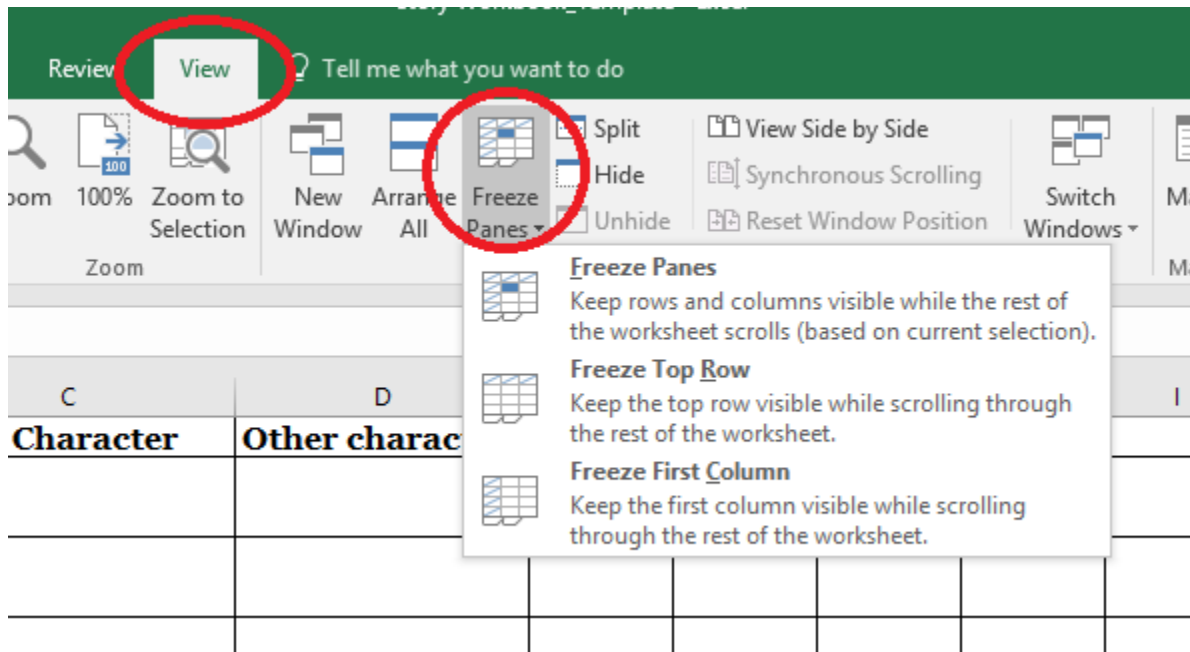 Story Workbook_Template - Excel
Review View Tell me what you want to do
100
100% Zoom to Selection
New Window
Arrange All
Freeze Panes
Split
Hide
Unhide
View Side by Side
Synchronous Scrolling
Reset Window Position
Switch Windows
Zoom
Freeze Panes
Keep rows and columns visible while the rest of
the worksheet scrolls (based on current selection).
Freeze Top Row
Keep the top row visible while scrolling through
the rest of the worksheet.
Freeze First Column
Keep the first column visible while scrolling
through the rest of the worksheet.
C D I
Character Other charac